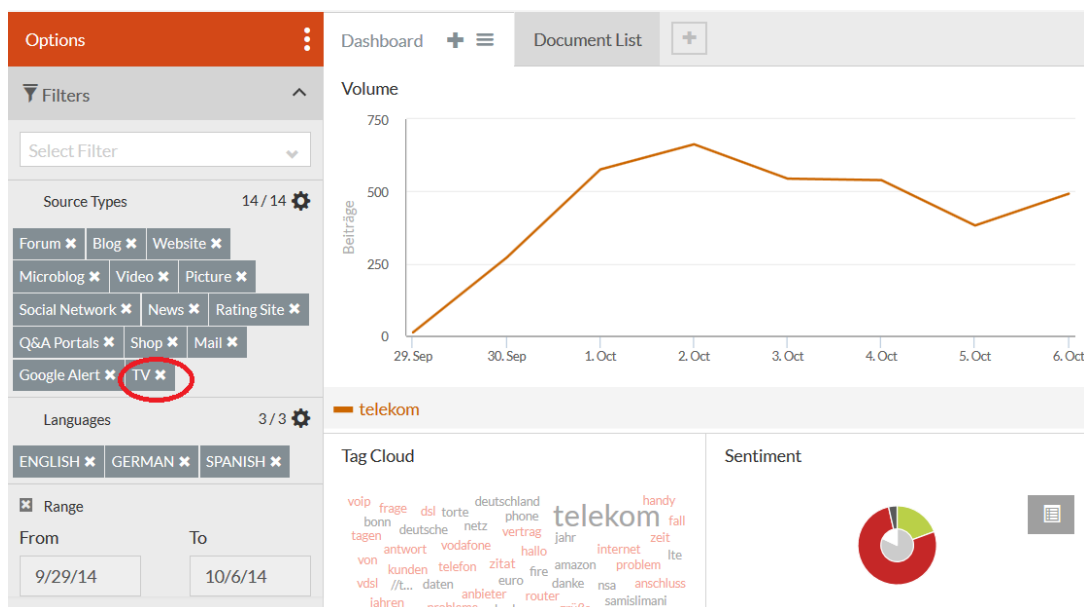 Options
Dashboard
Document List
Filters
Select Filter
Source Types 14 / 14
Forum Blog Website
Microblog Video Picture
Social Network News Rating Site
Q&A Portals Shop Mail
Google Alert TV
Languages 3 / 3
ENGLISH GERMAN SPANISH
Range
From To
9/29/14 10/6/14
Volume
750
500
250
0
Beiträge
29. Sep 30. Sep 1. Oct 2. Oct 3. Oct 4. Oct 5. Oct 6. Oct
telekom
Tag Cloud
voip frage dsl torte deutschland phone telekom handy fall
bonn deutsche netz vertrag jahr zeit
tagen antwort vodafone hallo internet lte
von kunden telefon zitat fire amazon problem
vdsl //t... daten euro danke nsa anschluss
jahren anbieter router samislimani
Sentiment